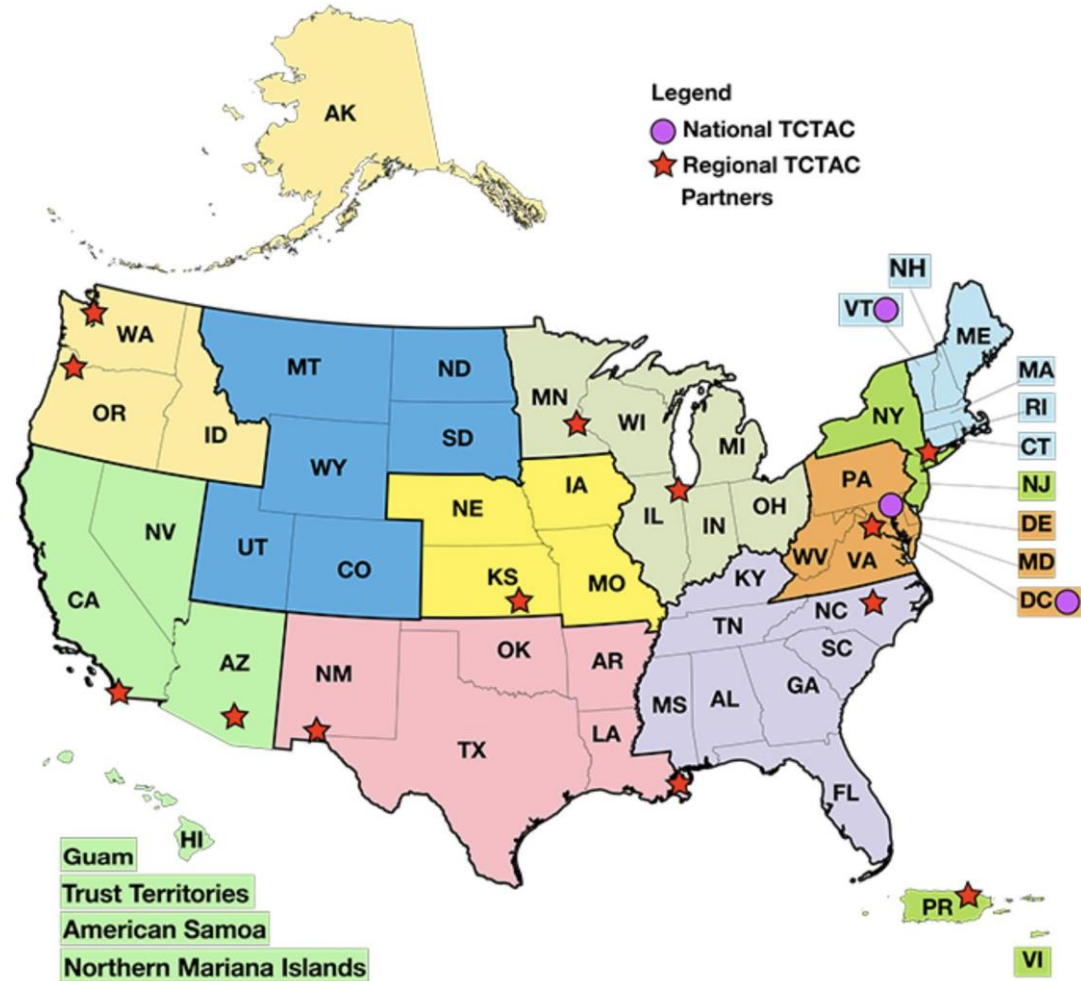 AK
Legend
National TCTAC
Regional TCTAC
Partners
NH
VT
ME
WA
MT
ND
MN
MA
OR
ID
SD
WI
NY
RI
MI
CT
WY
PA
NJ
NE
IA
OH
DE
NV
IL
IN
UT
CO
WV
VA
MD
KS
MO
KY
CA
DC
NC
TN
OK
AR
SC
AZ
NM
GA
MS
AL
TX
LA
FL
HI
Guam
Trust Territories
PR
American Samoa
VI
Northern Mariana Islands